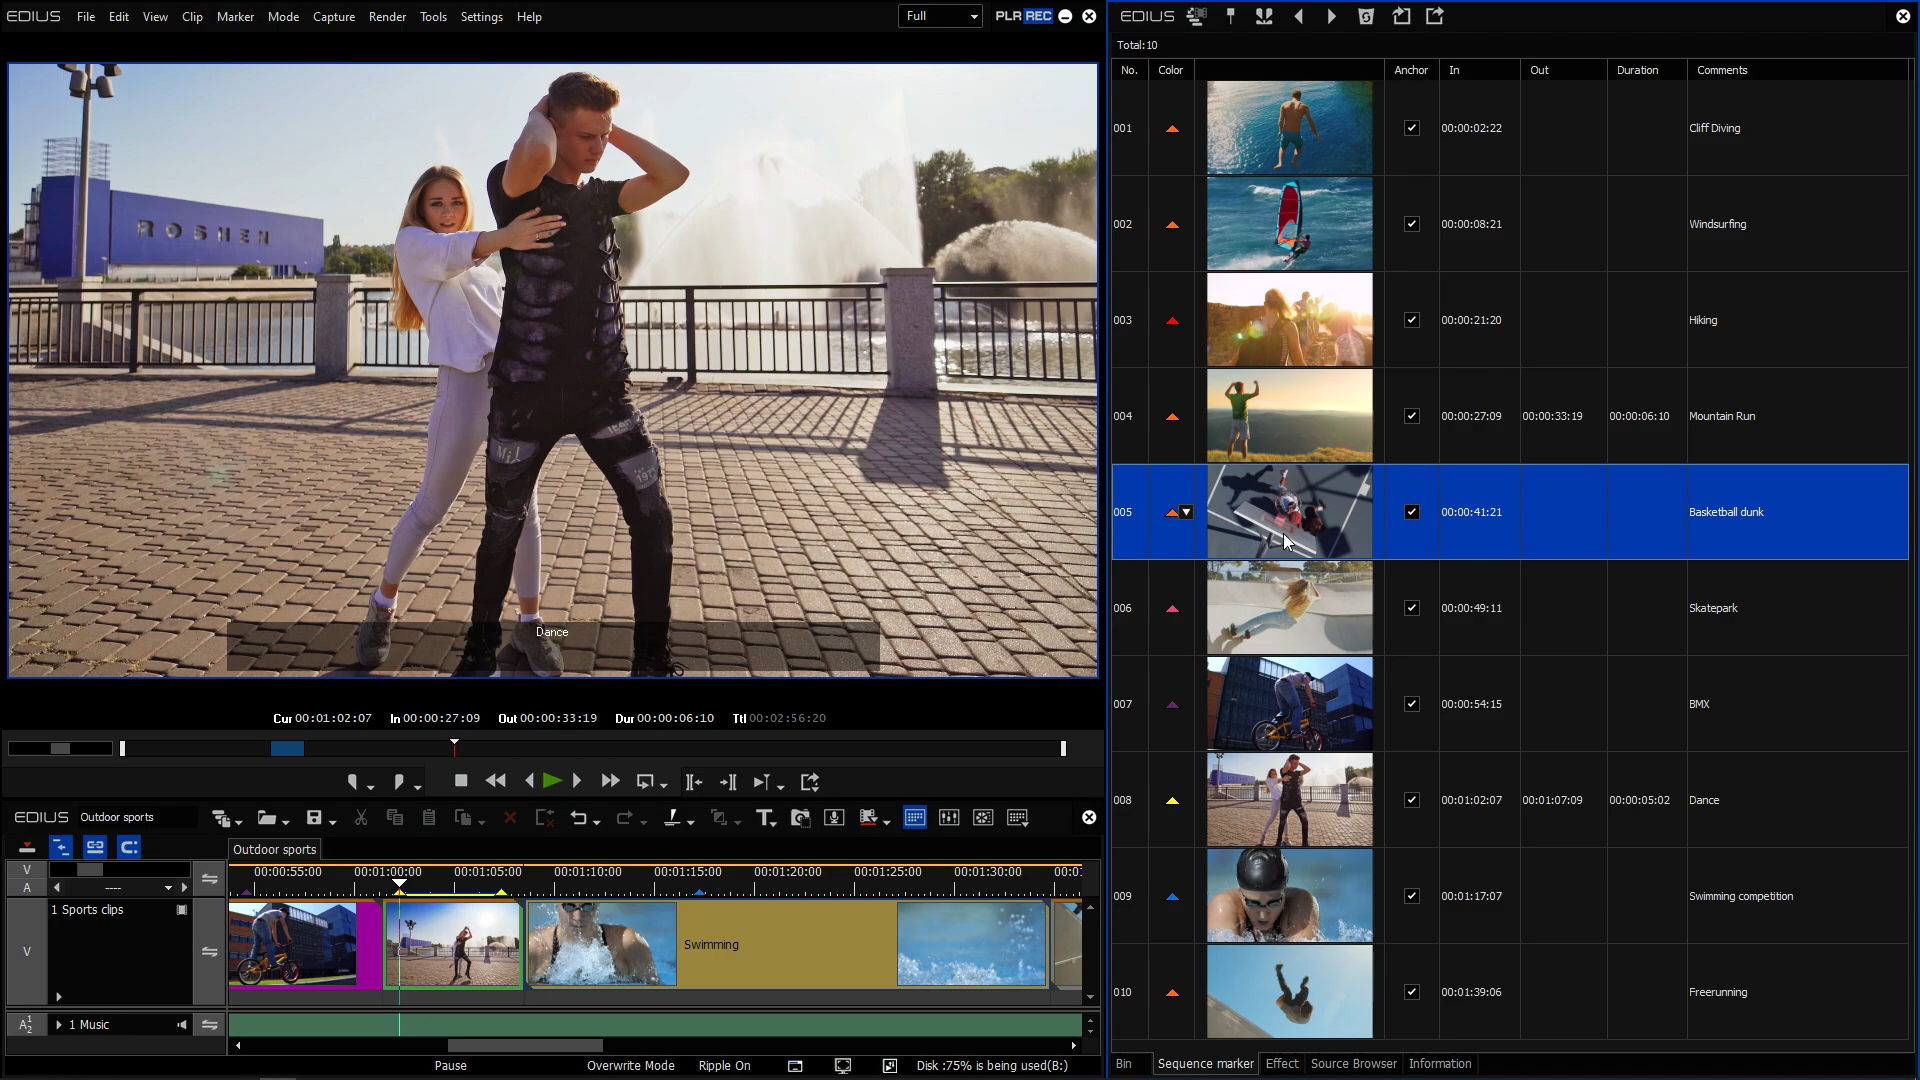 EDIUS File Edit View Clip Marker Mode Capture Render Tools Settings Help Full PLR REC
ROSHEN
Mil
197
Dance
Cur 00:01:02:07 In 00:00:27:09 Out 00:00:33:19 Dur 00:00:06:10 Ttl 00:02:56:20
EDIUS Outdoor sports
Outdoor sports
00:00:55:00 00:01:00:00 00:01:05:00 00:01:10:00 00:01:15:00 00:01:20:00 00:01:25:00 00:01:30:00
V
A ----
1 Sports clips
V
Swimming
A 1 2 1 Music
Pause Overwrite Mode Ripple On Disk :75% is being used(B:)
EDIUS
Total:10
No. Color Anchor In Out Duration Comments
001 00:00:02:22 Cliff Diving
002 00:00:08:21 Windsurfing
003 00:00:21:20 Hiking
004 00:00:27:09 00:00:33:19 00:00:06:10 Mountain Run
005 00:00:41:21 Basketball dunk
006 00:00:49:11 Skatepark
007 00:00:54:15 BMX
008 00:01:02:07 00:01:07:09 00:00:05:02 Dance
009 00:01:17:07 Swimming competition
010 00:01:39:06 Freerunning
Bin Sequence marker Effect Source Browser Information